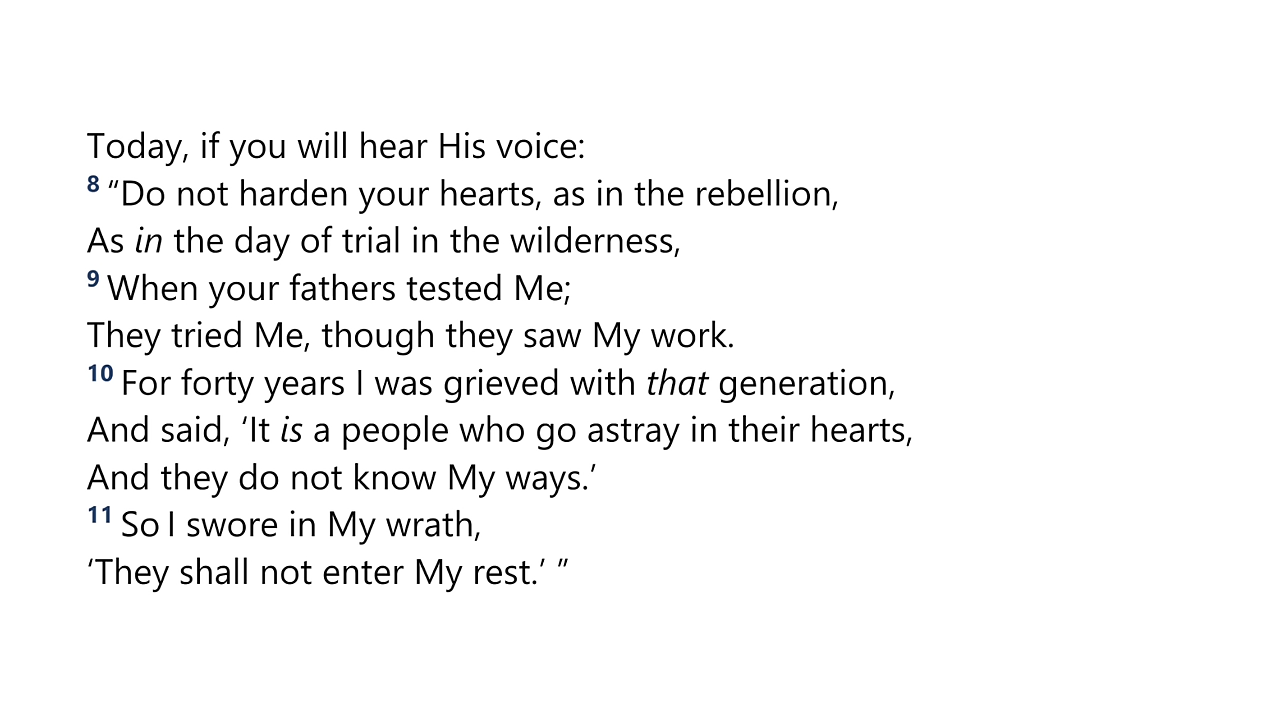 Today, if you will hear His voice:
8 “Do not harden your hearts, as in the rebellion,
As in the day of trial in the wilderness,
9 When your fathers tested Me;
They tried Me, though they saw My work.
10 For forty years I was grieved with that generation,
And said, ‘It is a people who go astray in their hearts,
And they do not know My ways.’
11 So I swore in My wrath,
‘They shall not enter My rest.’ ”